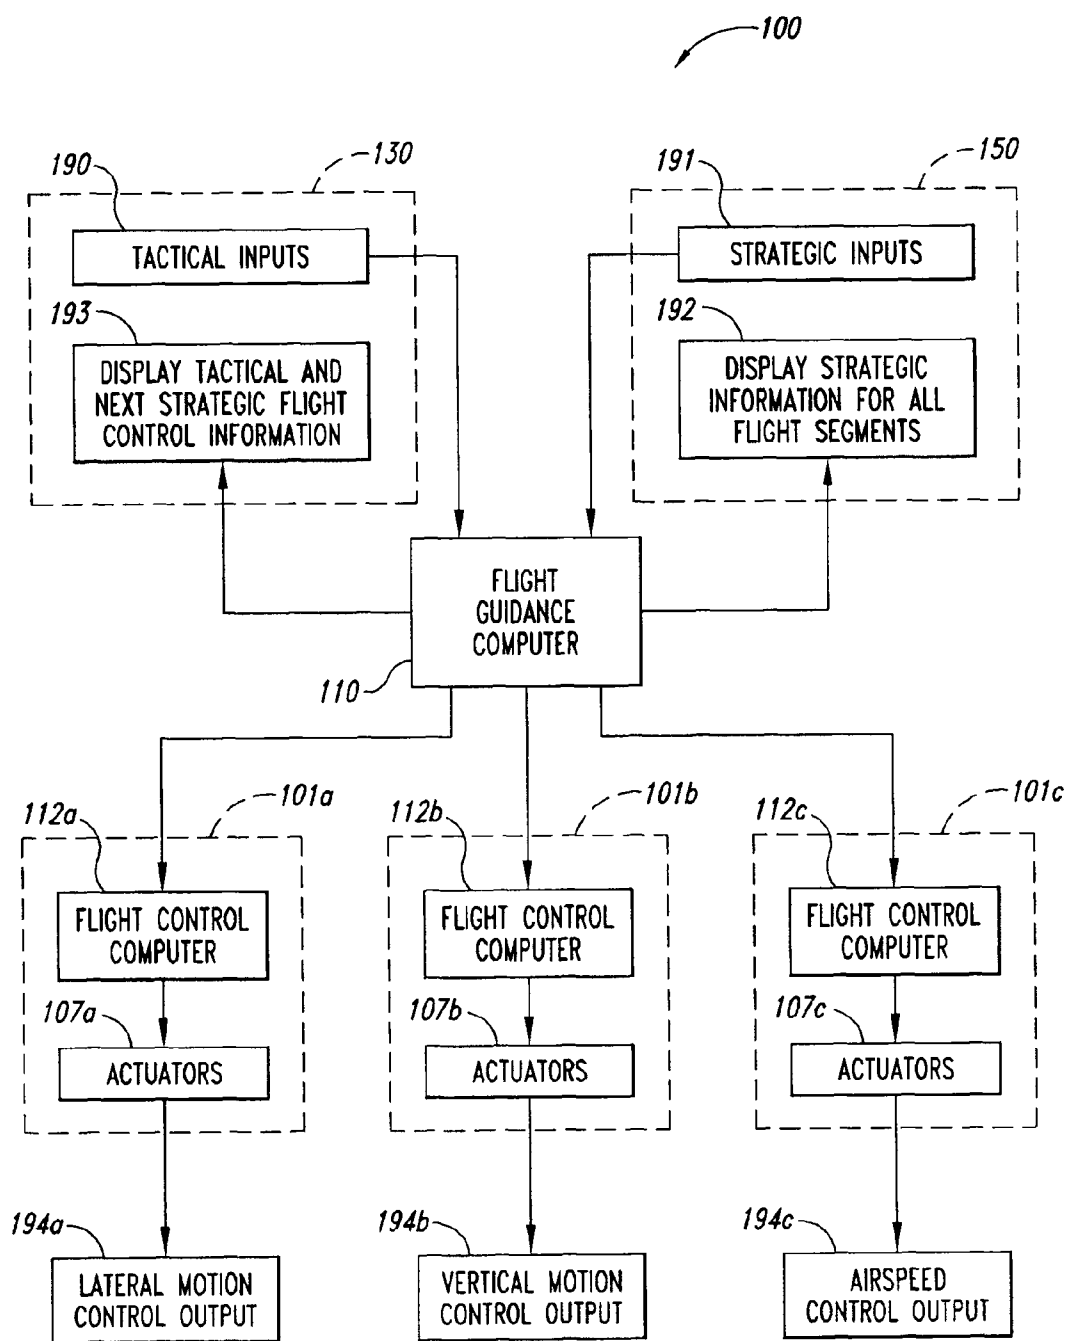 100
190
130
TACTICAL INPUTS
193
DISPLAY TACTICAL AND
NEXT STRATEGIC FLIGHT
CONTROL INFORMATION
191
150
STRATEGIC INPUTS
192
DISPLAY STRATEGIC
INFORMATION FOR ALL
FLIGHT SEGMENTS
FLIGHT
GUIDANCE
COMPUTER
110
112a
101a
FLIGHT CONTROL
COMPUTER
107a
ACTUATORS
194a
LATERAL MOTION
CONTROL OUTPUT
112b
101b
FLIGHT CONTROL
COMPUTER
107b
ACTUATORS
194b
VERTICAL MOTION
CONTROL OUTPUT
112c
101c
FLIGHT CONTROL
COMPUTER
107c
ACTUATORS
194c
AIRSPEED
CONTROL OUTPUT